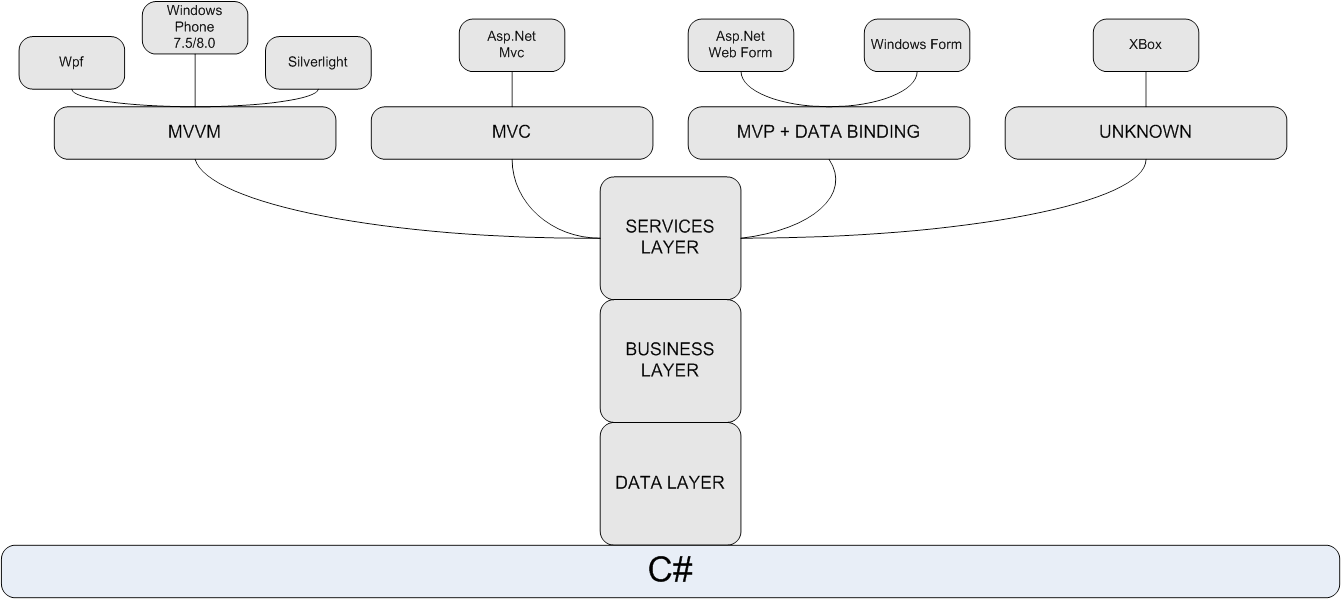 Windows
Phone
7.5/8.0
Wpf
Silverlight
Asp.Net
Mvc
Asp.Net
Web Form
Windows Form
XBox
MVVM
MVC
MVP + DATA BINDING
UNKNOWN
SERVICES
LAYER
BUSINESS
LAYER
DATA LAYER
C#